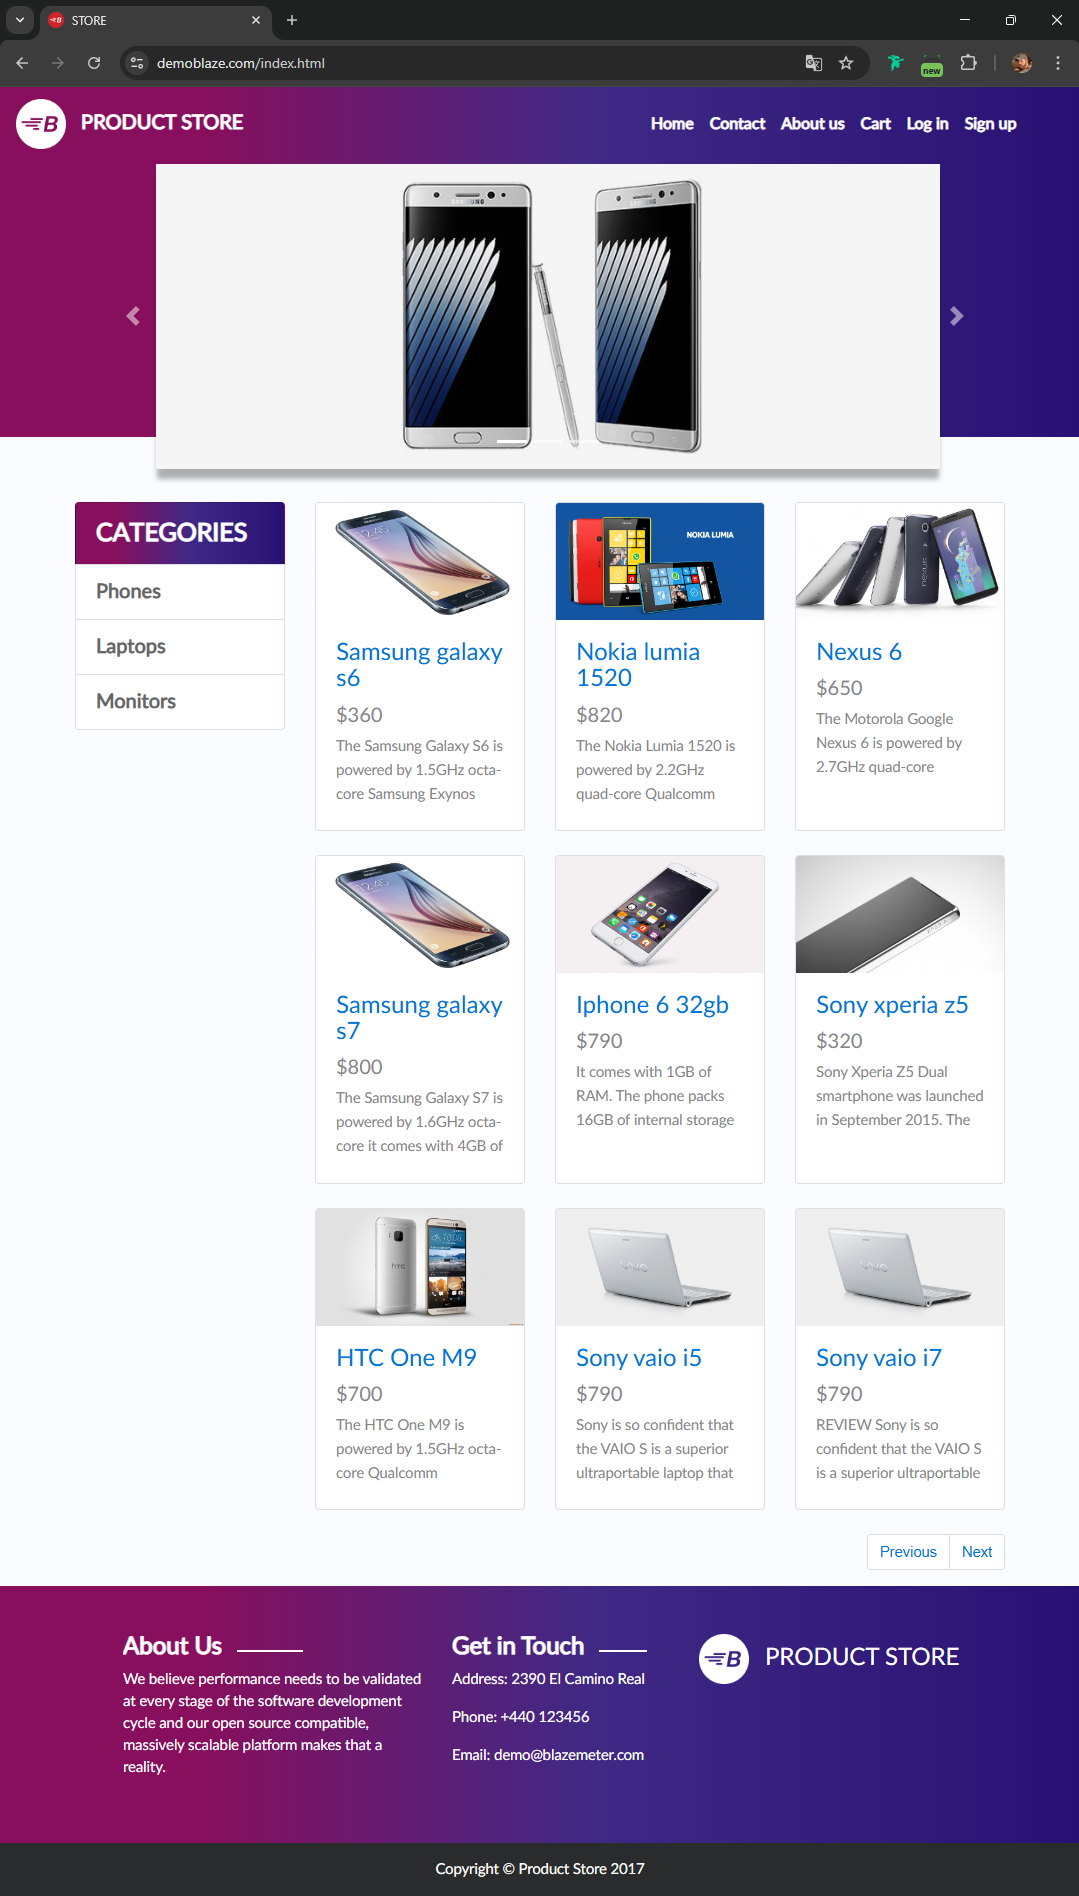 STORE
demoblaze.com/index.html
new
B PRODUCT STORE
Home Contact About us Cart Log in Sign up
SAMSUNG
SAMSUNG
CATEGORIES
Phones
Laptops
Monitors
Samsung galaxy
s6
$360
The Samsung Galaxy S6 is
powered by 1.5GHz octa-
core Samsung Exynos
NOKIA LUMIA
Nokia lumia
1520
$820
The Nokia Lumia 1520 is
powered by 2.2GHz
quad-core Qualcomm
nexus
Nexus 6
$650
The Motorola Google
Nexus 6 is powered by
2.7GHz quad-core
Samsung galaxy
s7
$800
The Samsung Galaxy S7 is
powered by 1.6GHz octa-
core it comes with 4GB of
Iphone 6 32gb
$790
It comes with 1GB of
RAM. The phone packs
16GB of internal storage
Sony xperia z5
$320
Sony Xperia Z5 Dual
smartphone was launched
in September 2015. The
hTC
HTC One M9
$700
The HTC One M9 is
powered by 1.5GHz octa-
core Qualcomm
VAIO
Sony vaio i5
$790
Sony is so confident that
the VAIO S is a superior
ultraportable laptop that
VAIO
Sony vaio i7
$790
REVIEW Sony is so
confident that the VAIO S
is a superior ultraportable
Previous Next
About Us
We believe performance needs to be validated
at every stage of the software development
cycle and our open source compatible,
massively scalable platform makes that a
reality.
Get in Touch
Address: 2390 El Camino Real
Phone: +440 123456
Email: demo@blazemeter.com
B PRODUCT STORE
Copyright © Product Store 2017